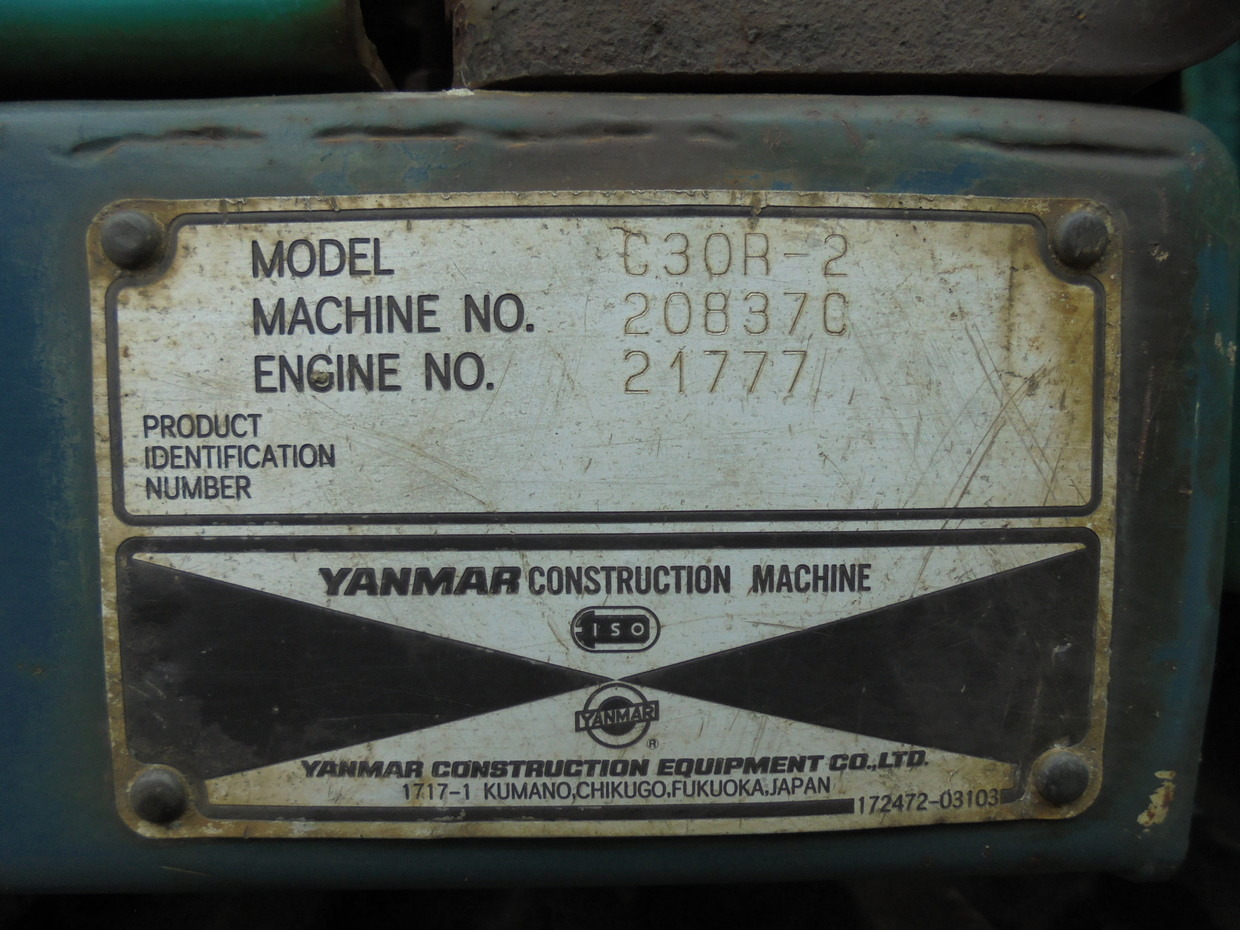 MODEL C30R-2
MACHINE NO. 20837C
ENGINE NO. 21777
PRODUCT
IDENTIFICATION
NUMBER
YANMAR CONSTRUCTION MACHINE
ISO
YANMAR
®
YANMAR CONSTRUCTION EQUIPMENT CO.,LTD.
1717-1 KUMANO,CHIKUGO,FUKUOKA,JAPAN
172472-03103